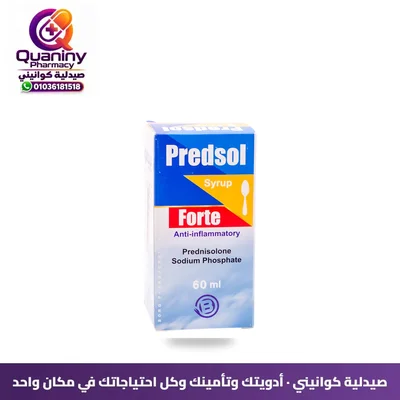 Quaniny
Pharmacy
صيدلية كوانيني
01036181518
Predsol
Syrup
Forte
Anti-inflammatory
Prednisolone
Sodium Phosphate
60 ml
B
صيدلية كوانيني • أدويتك وتأمينك وكل احتياجاتك في مكان واحد